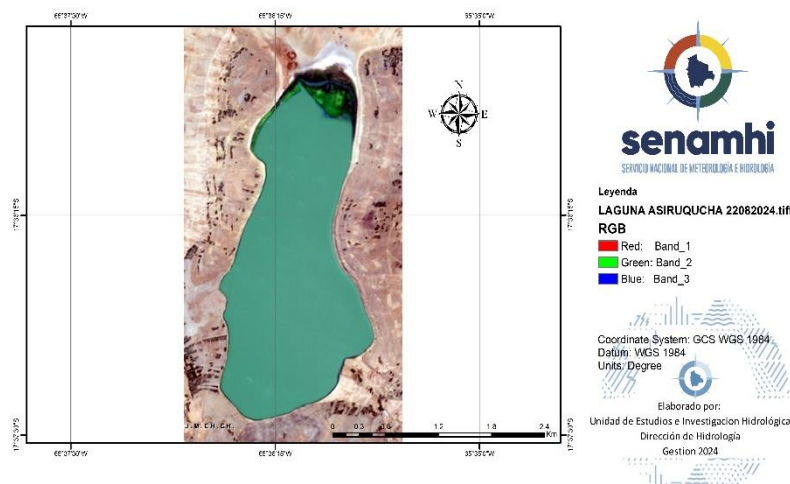 65°37'30"W 65°36'15"W 65°35'0"W
N
W E
S
senamhi
SERVICIO NACIONAL DE METEOROLOGÍA E HIDROLOGÍA
Leyenda
LAGUNA ASIRUQUCHA 22082024.tiff
RGB
Red: Band_1
Green: Band_2
Blue: Band_3
Coordinate System: GCS WGS 1984
Datum: WGS 1984
Units: Degree
Elaborado por:
Unidad de Estudios e Investigacion Hidrológica
Dirección de Hidrología
Gestion 2024
J.M.CH.CH.
0 0.3 0.6 1.2 1.8 2.4
Km
65°37'30"W 65°36'15"W 65°35'0"W